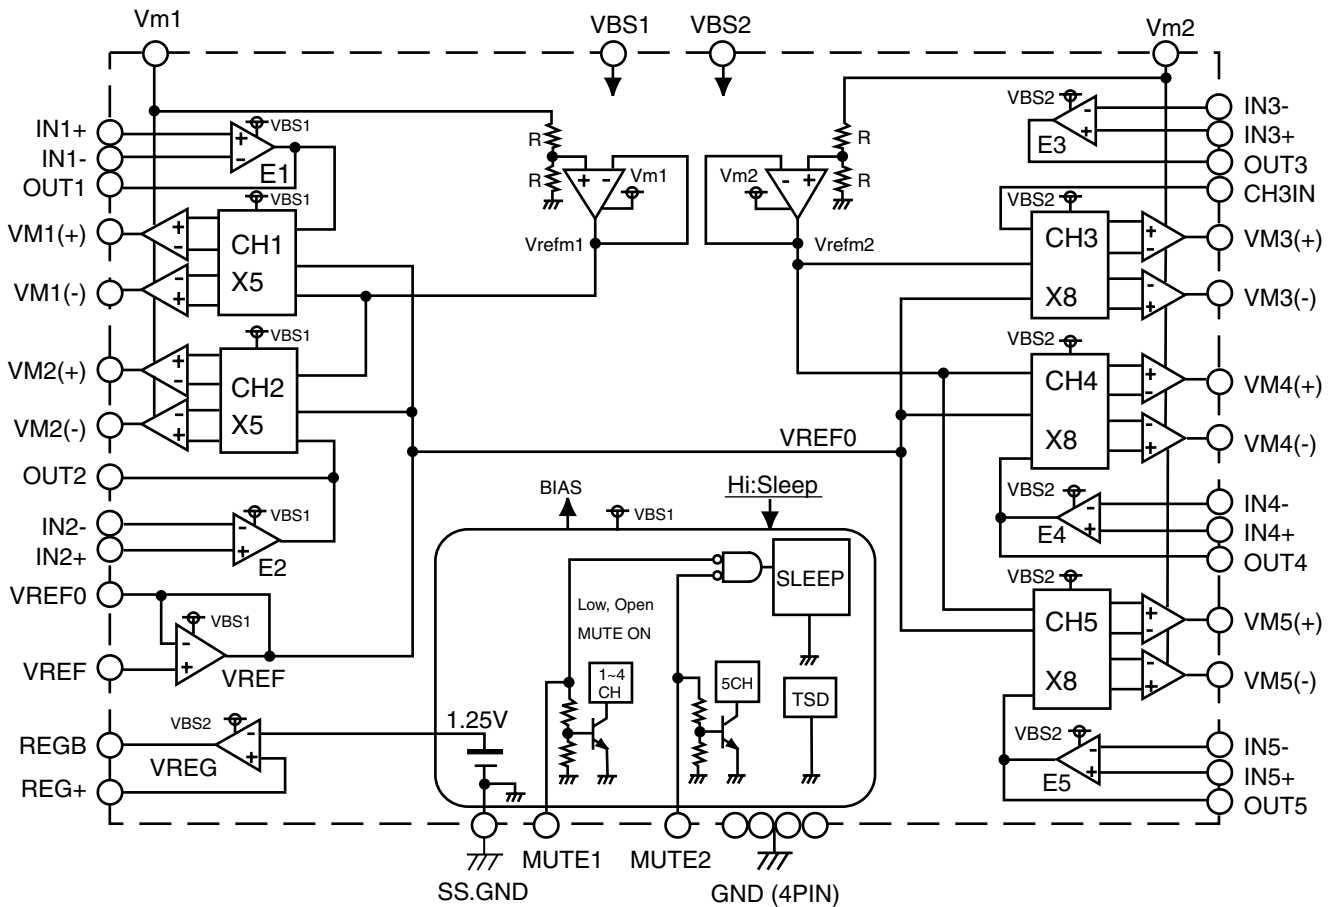 Vm1
VBS1
VBS2
Vm2
IN1+
IN1-
OUT1
VM1(+)
VM1(-)
VM2(+)
VM2(-)
OUT2
IN2-
IN2+
VREF0
VREF
REGB
REG+
VBS1
+
-
E1
VBS1
CH1
X5
+
-
-
+
VBS1
CH2
X5
+
-
-
+
VBS1
-
+
E2
VBS1
-
+
VREF
VBS2
-
+
VREG
1.25V
R
R
+ -
Vm1
Vrefm1
R
R
- +
Vm2
Vrefm2
VREF0
BIAS
VBS1
Hi:Sleep
SLEEP
Low, Open
MUTE ON
1~4
CH
5CH
TSD
VBS2
-
+
E3
VBS2
CH3
X8
+
-
-
+
VBS2
CH4
X8
+
-
-
+
VBS2
-
+
E4
VBS2
CH5
X8
+
-
-
+
VBS2
-
+
E5
IN3-
IN3+
OUT3
CH3IN
VM3(+)
VM3(-)
VM4(+)
VM4(-)
IN4-
IN4+
OUT4
VM5(+)
VM5(-)
IN5-
IN5+
OUT5
SS.GND
MUTE1
MUTE2
GND (4PIN)